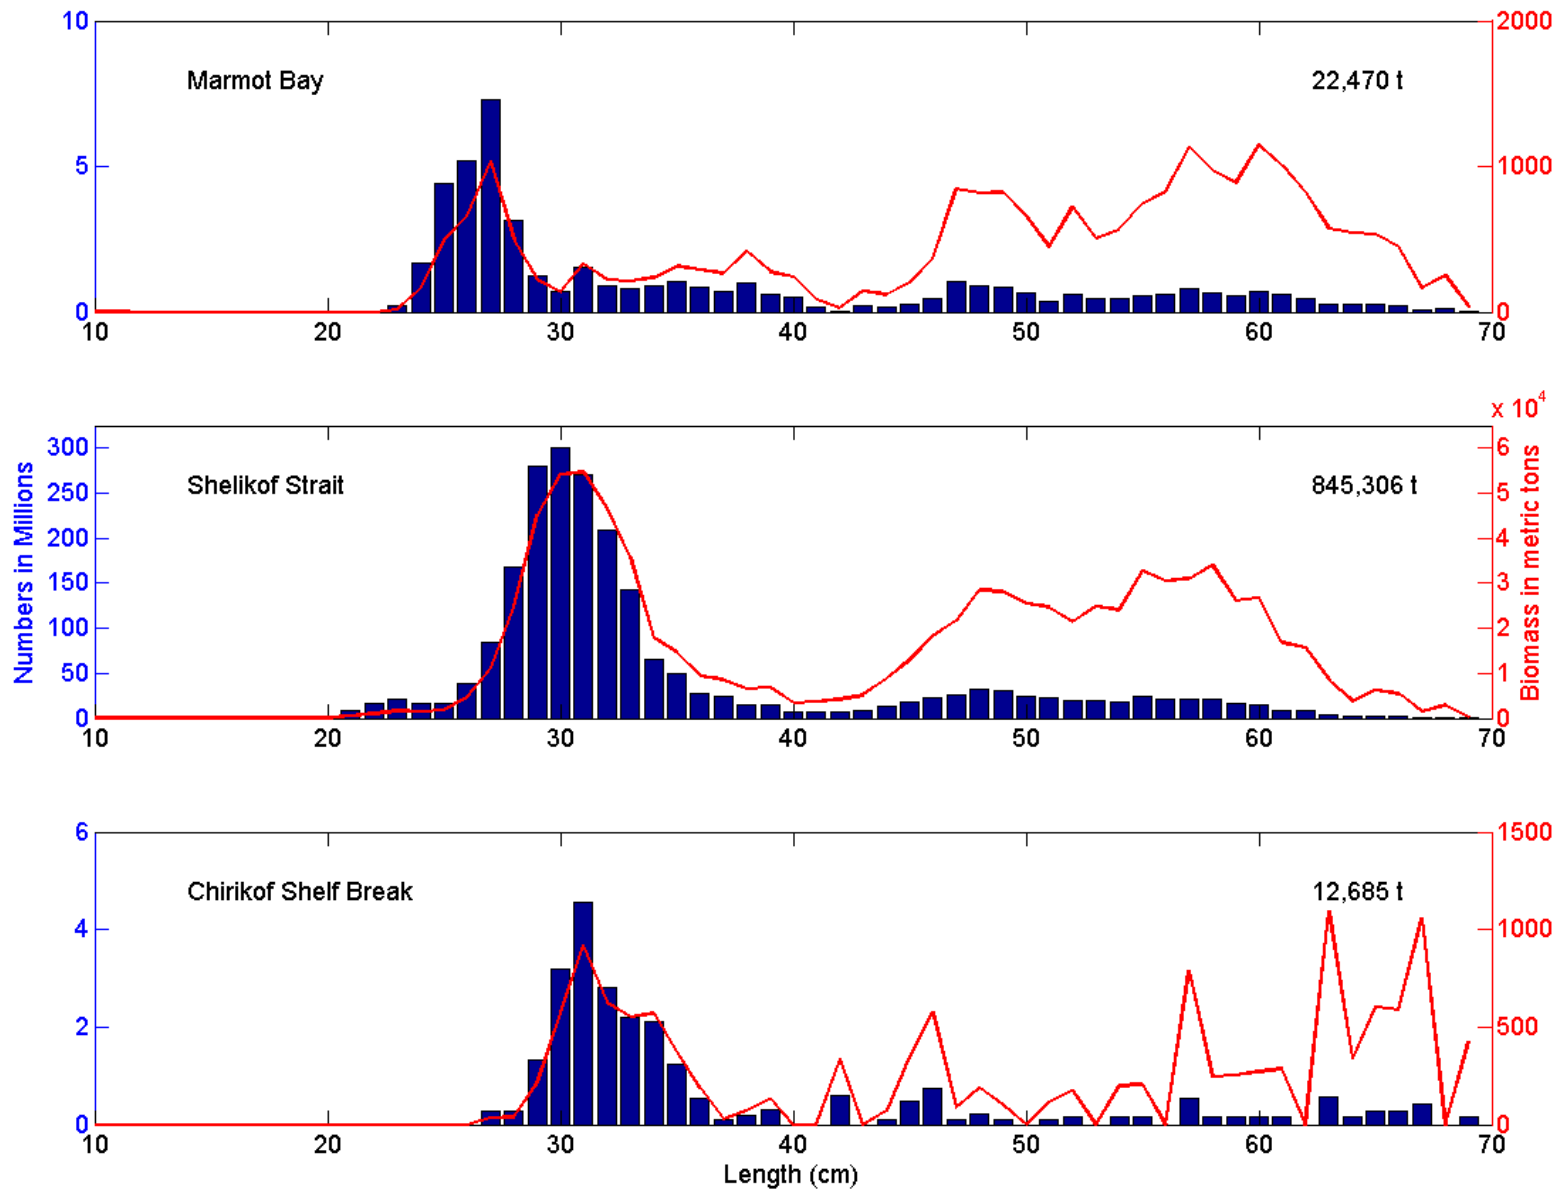 10
5
0
Marmot Bay
22,470 t
2000
1000
0
10 20 30 40 50 60 70
x 10^4
Numbers in Millions
300
250
200
150
100
50
0
Shelikof Strait
845,306 t
6
5
4
3
2
1
0
Biomass in metric tons
10 20 30 40 50 60 70
6
4
2
0
Chirikof Shelf Break
12,685 t
1500
1000
500
0
10 20 30 40 50 60 70
Length (cm)